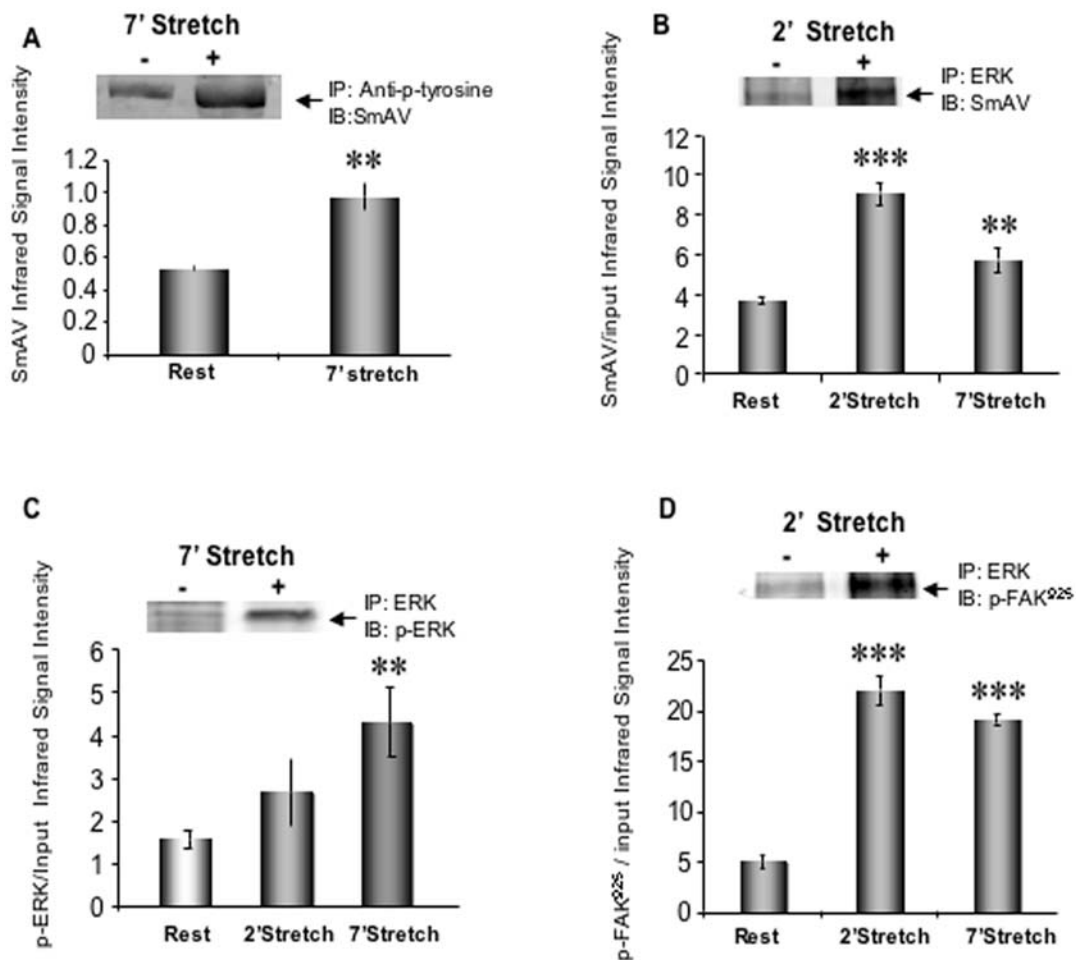 A
7' Stretch
- +
IP: Anti-p-tyrosine
IB:SmAV
SmAV Infrared Signal Intensity
**
1.2
1.0
0.8
0.6
0.4
0.2
0
Rest 7'stretch
B
2' Stretch
- +
IP: ERK
IB: SmAV
SmAV/input Infrared Signal Intensity
12
10
8
6
4
2
0
***
**
Rest 2'Stretch 7'Stretch
C
7' Stretch
- +
IP: ERK
IB: p-ERK
p-ERK/Input Infrared Signal Intensity
6
5
4
3
2
1
0
**
Rest 2'Stretch 7'Stretch
D
2' Stretch
- +
IP: ERK
IB: p-FAK⁹²⁵
p-FAK⁹²⁵ / input Infrared Signal Intensity
25
20
15
10
5
0
***
***
Rest 2'Stretch 7'Stretch